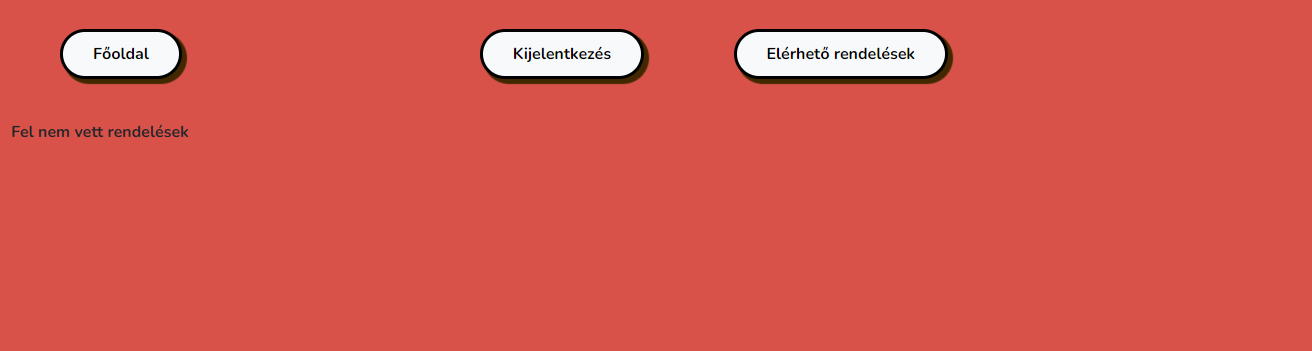 Főoldal
Kijelentkezés
Elérhető rendelések
Fel nem vett rendelések